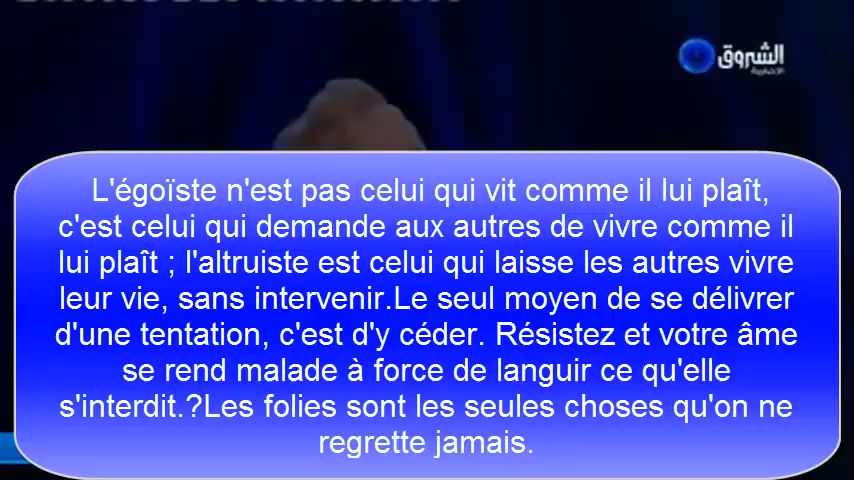 الشروق
الإخبارية
L'égoïste n'est pas celui qui vit comme il lui plaît,
c'est celui qui demande aux autres de vivre comme il
lui plaît ; l'altruiste est celui qui laisse les autres vivre
leur vie, sans intervenir.Le seul moyen de se délivrer
d'une tentation, c'est d'y céder. Résistez et votre âme
se rend malade à force de languir ce qu'elle
s'interdit.?Les folies sont les seules choses qu'on ne
regrette jamais.